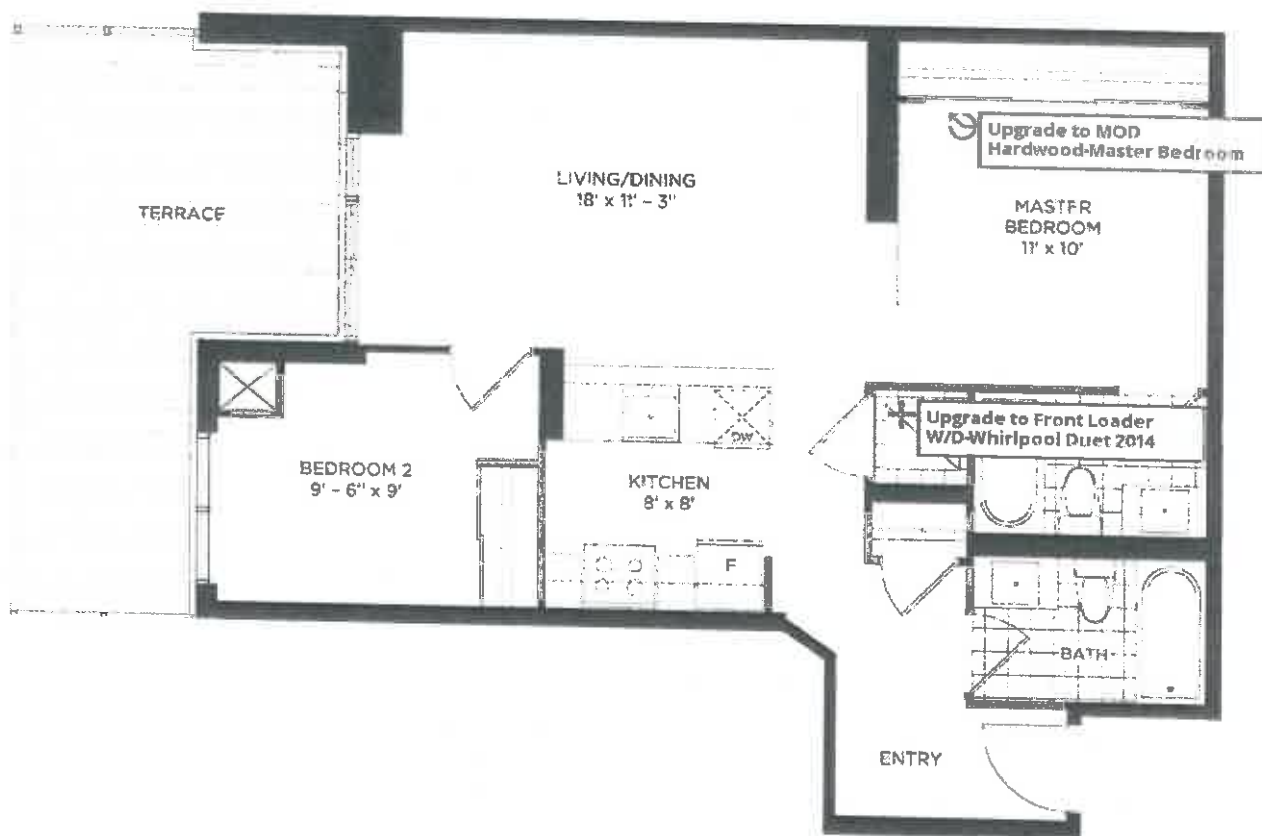 Upgrade to MOD
Hardwood-Master Bedroom
LIVING/DINING
18' x 11' – 3"
TERRACE
MASTER
BEDROOM
11' x 10'
Upgrade to Front Loader
W/D-Whirlpool Duet 2014
DW
BEDROOM 2
9' – 6" x 9'
KITCHEN
8' x 8'
F
BATH
ENTRY